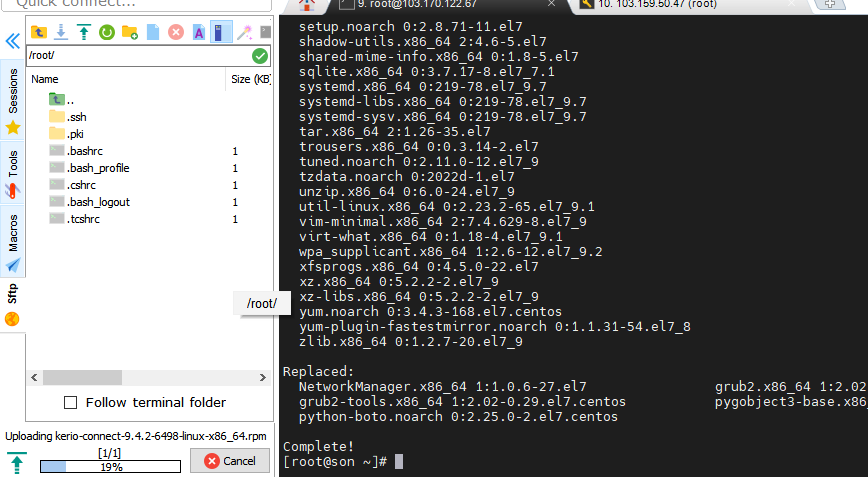 Quick connect...
9. root@103.170.122.67
10. 103.159.50.47 (root)
/root/
Name
Size (KB)
..
.ssh
.pki
.bashrc 1
.bash_profile 1
.cshrc 1
.bash_logout 1
.tcshrc 1
Sessions
Tools
Macros
Sftp
/root/
Follow terminal folder
Uploading kerio-connect-9.4.2-6498-linux-x86_64.rpm
[1/1]
19%
Cancel
setup.noarch 0:2.8.71-11.el7
shadow-utils.x86_64 2:4.6-5.el7
shared-mime-info.x86_64 0:1.8-5.el7
sqlite.x86_64 0:3.7.17-8.el7_7.1
systemd.x86_64 0:219-78.el7_9.7
systemd-libs.x86_64 0:219-78.el7_9.7
systemd-sysv.x86_64 0:219-78.el7_9.7
tar.x86_64 2:1.26-35.el7
trousers.x86_64 0:0.3.14-2.el7
tuned.noarch 0:2.11.0-12.el7_9
tzdata.noarch 0:2022d-1.el7
unzip.x86_64 0:6.0-24.el7_9
util-linux.x86_64 0:2.23.2-65.el7_9.1
vim-minimal.x86_64 2:7.4.629-8.el7_9
virt-what.x86_64 0:1.18-4.el7_9.1
wpa_supplicant.x86_64 1:2.6-12.el7_9.2
xfsprogs.x86_64 0:4.5.0-22.el7
xz.x86_64 0:5.2.2-2.el7_9
xz-libs.x86_64 0:5.2.2-2.el7_9
yum.noarch 0:3.4.3-168.el7.centos
yum-plugin-fastestmirror.noarch 0:1.1.31-54.el7_8
zlib.x86_64 0:1.2.7-20.el7_9
Replaced:
NetworkManager.x86_64 1:1.0.6-27.el7 grub2.x86_64 1:2.02
grub2-tools.x86_64 1:2.02-0.29.el7.centos pygobject3-base.x86_
python-boto.noarch 0:2.25.0-2.el7.centos
Complete!
[root@son ~]#